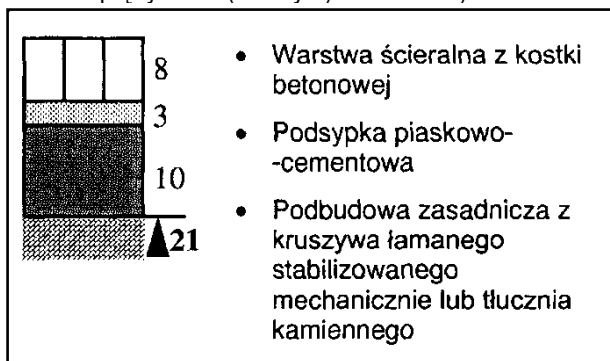 8
3
10
21
• Warstwa ścieralna z kostki
betonowej
• Podsypka piaskowo-
-cementowa
• Podbudowa zasadnicza z
kruszywa łamanego
stabilizowanego
mechanicznie lub tłucznia
kamiennego